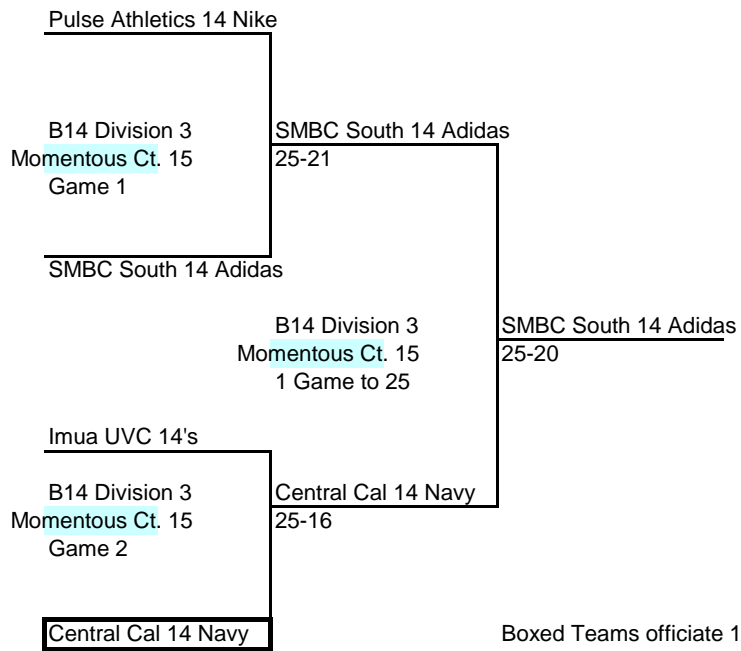 Pulse Athletics 14 Nike
B14 Division 3
Momentous Ct. 15
Game 1
SMBC South 14 Adidas
25-21
SMBC South 14 Adidas
B14 Division 3
Momentous Ct. 15
1 Game to 25
SMBC South 14 Adidas
25-20
Imua UVC 14's
B14 Division 3
Momentous Ct. 15
Game 2
Central Cal 14 Navy
25-16
Central Cal 14 Navy
Boxed Teams officiate 1